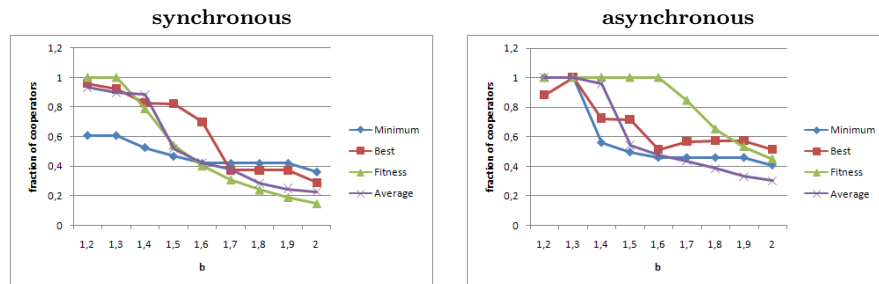 synchronous
asynchronous
1,2
1
0,8
0,6
0,4
0,2
0
fraction of cooperators
1,2 1,3 1,4 1,5 1,6 1,7 1,8 1,9 2
b
Minimum
Best
Fitness
Average
1,2
1
0,8
0,6
0,4
0,2
0
fraction of cooperators
1,2 1,3 1,4 1,5 1,6 1,7 1,8 1,9 2
b
Minimum
Best
Fitness
Average